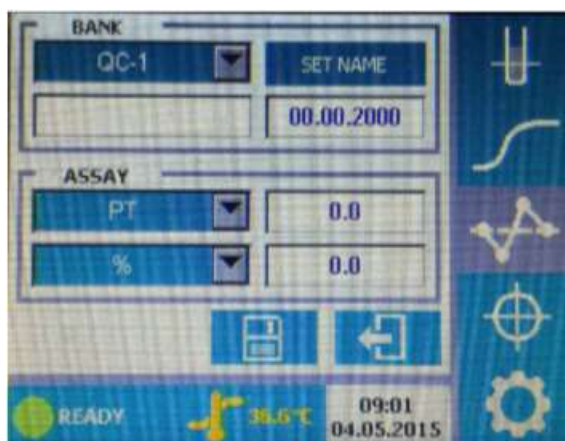 BANK
QC-1
SET NAME
00.00.2000
ASSAY
PT
0.0
%
0.0
READY
36.6 °C
09:01
04.05.2015